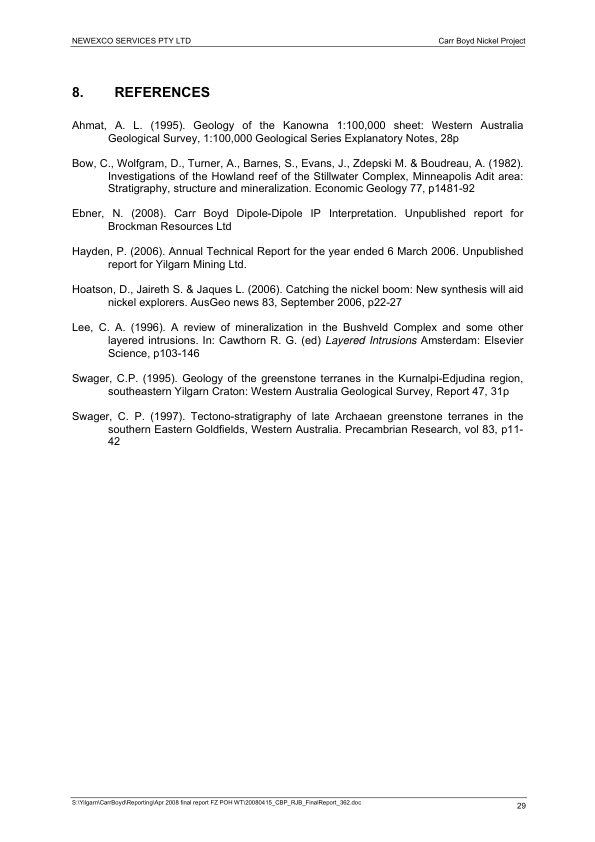 NEWEXCO SERVICES PTY LTD Carr Boyd Nickel Project
8. REFERENCES
Ahmat, A. L. (1995). Geology of the Kanowna 1:100,000 sheet: Western Australia
Geological Survey, 1:100,000 Geological Series Explanatory Notes, 28p
Bow, C., Wolfgram, D., Turner, A., Barnes, S., Evans, J., Zdepski M. & Boudreau, A. (1982).
Investigations of the Howland reef of the Stillwater Complex, Minneapolis Adit area:
Stratigraphy, structure and mineralization. Economic Geology 77, p1481-92
Ebner, N. (2008). Carr Boyd Dipole-Dipole IP Interpretation. Unpublished report for
Brockman Resources Ltd
Hayden, P. (2006). Annual Technical Report for the year ended 6 March 2006. Unpublished
report for Yilgarn Mining Ltd.
Hoatson, D., Jaireth S. & Jaques L. (2006). Catching the nickel boom: New synthesis will aid
nickel explorers. AusGeo news 83, September 2006, p22-27
Lee, C. A. (1996). A review of mineralization in the Bushveld Complex and some other
layered intrusions. In: Cawthorn R. G. (ed) Layered Intrusions Amsterdam: Elsevier
Science, p103-146
Swager, C.P. (1995). Geology of the greenstone terranes in the Kurnalpi-Edjudina region,
southeastern Yilgarn Craton: Western Australia Geological Survey, Report 47, 31p
Swager, C. P. (1997). Tectono-stratigraphy of late Archaean greenstone terranes in the
southern Eastern Goldfields, Western Australia. Precambrian Research, vol 83, p11-
42
S:\Yilgarn\CarrBoyd\Reporting\Apr 2008 final report FZ POH WT\20080415_CBP_RJB_FinalReport_362.doc 29